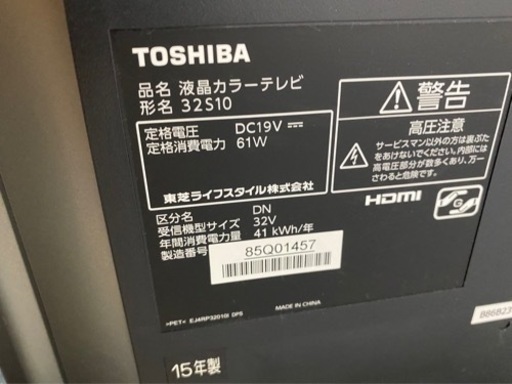 TOSHIBA
品名 液晶カラーテレビ
形名 32S10
定格電圧 DC19V ⎓
定格消費電力 61W
東芝ライフスタイル株式会社
区分名 DN
受信機型サイズ 32V
年間消費電力量 41 kWh/年
製造番号 85Q01457
>PET< EJ4RP32010I DPS
MADE IN CHINA
15年製
警告
高圧注意
サービスマン以外の方は裏ぶた
をあけないでください。内部には
高電圧部分が数多くあり、万一
さわると危険です。
HDMI
G
B86B23